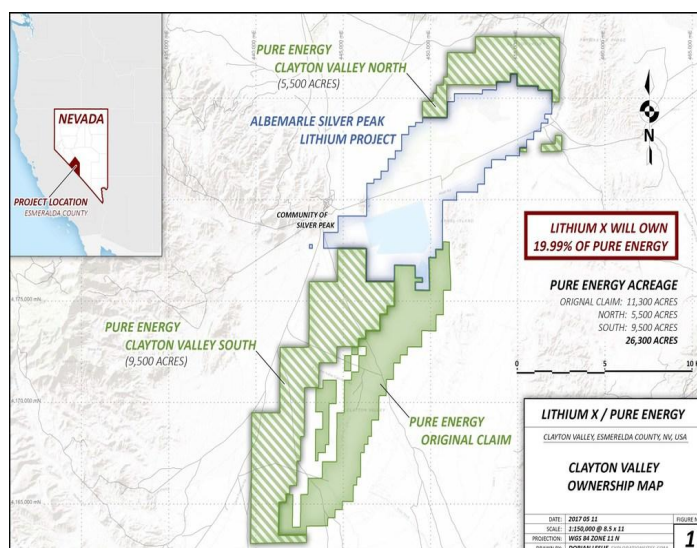 NEVADA
PROJECT LOCATION
ESMERALDA COUNTY
PURE ENERGY
CLAYTON VALLEY NORTH
(5,500 ACRES)
ALBEMARLE SILVER PEAK
LITHIUM PROJECT
N
COMMUNITY OF
SILVER PEAK
LITHIUM X WILL OWN
19.99% OF PURE ENERGY
PURE ENERGY ACREAGE
ORIGNAL CLAIM: 11,300 ACRES
NORTH: 5,500 ACRES
SOUTH: 9,500 ACRES
26,300 ACRES
0 5 10
PURE ENERGY
CLAYTON VALLEY SOUTH
(9,500 ACRES)
PURE ENERGY
ORIGINAL CLAIM
LITHIUM X / PURE ENERGY
CLAYTON VALLEY, ESMERELDA COUNTY, NV, USA
CLAYTON VALLEY
OWNERSHIP MAP
DATE: 2017 05 11
SCALE: 1:150,000 @ 8.5 x 11
PROJECTION: WGS 84 ZONE 11 N
FIGURE
1